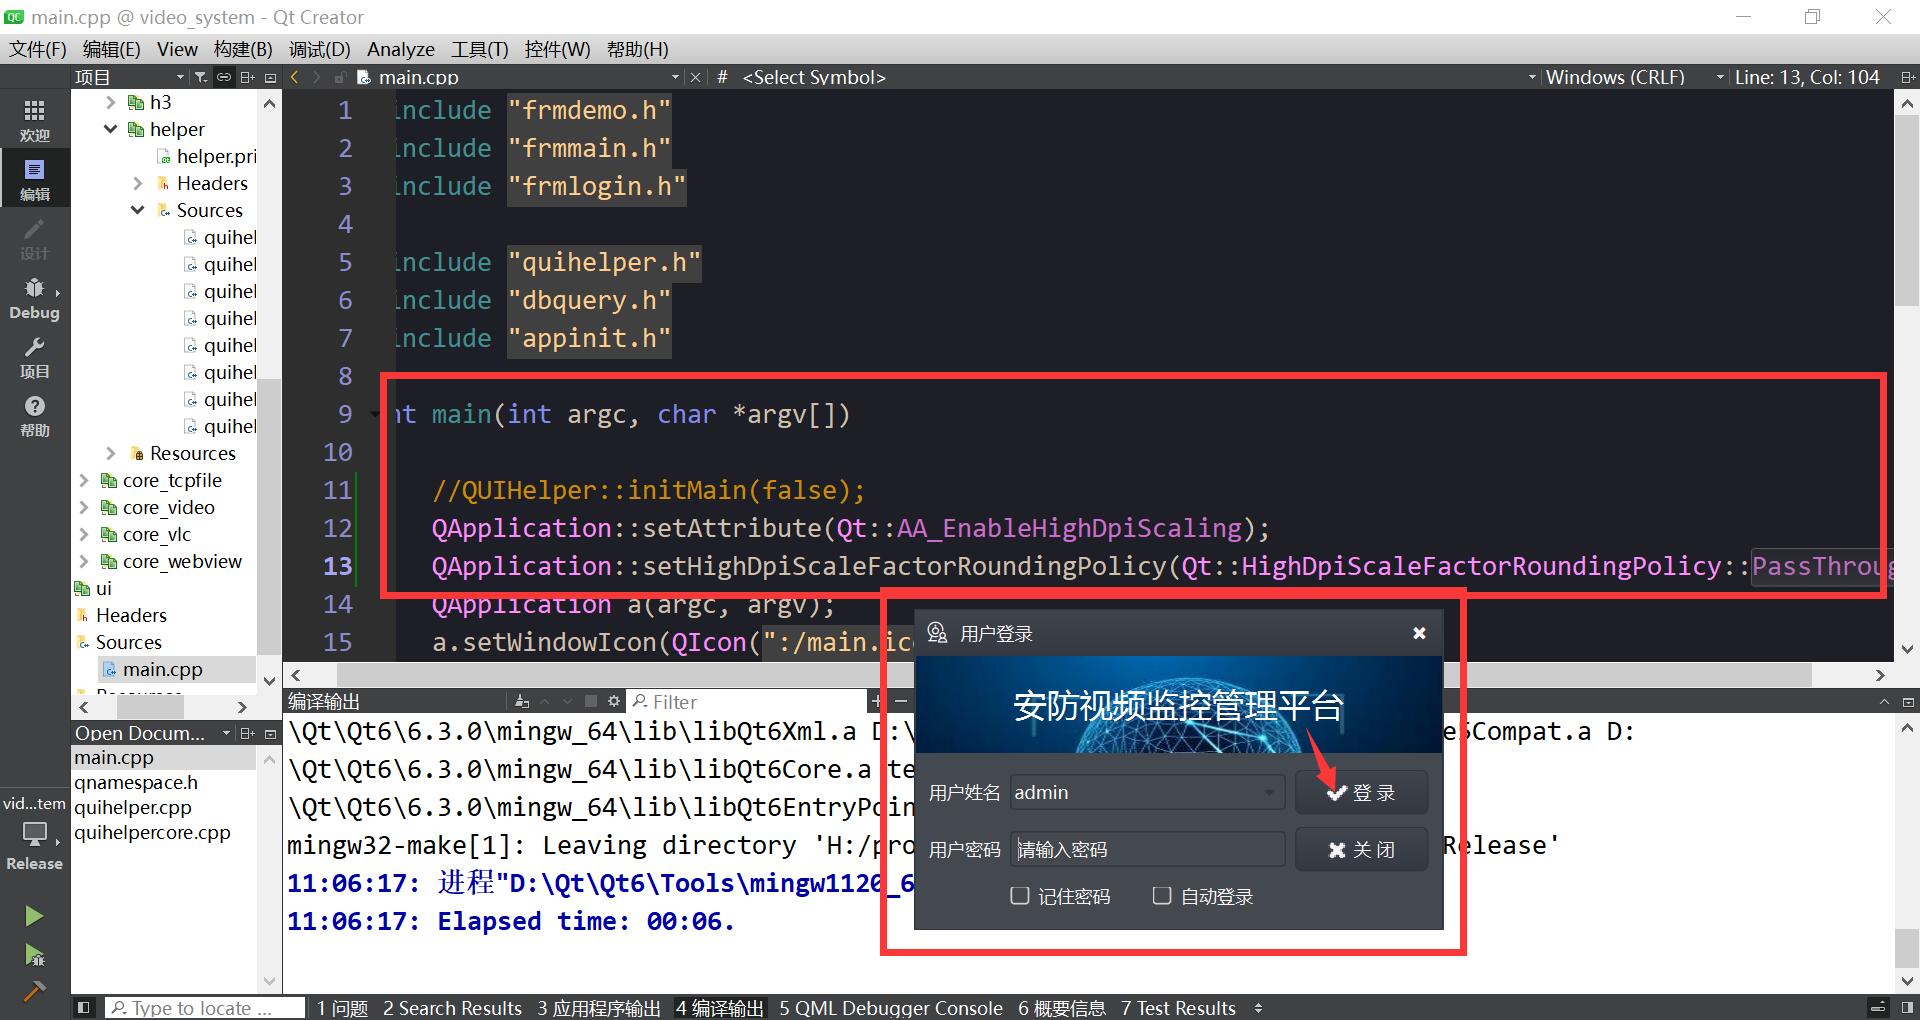 main.cpp @ video_system - Qt Creator
文件(F) 编辑(E) View 构建(B) 调试(D) Analyze 工具(T) 控件(W) 帮助(H)
项目
main.cpp
# <Select Symbol>
Windows (CRLF)
Line: 13, Col: 104
欢迎
编辑
设计
Debug
项目
帮助
vid...tem
Release
h3
helper
helper.pri
Headers
Sources
quihel
quihel
quihel
quihel
quihel
quihel
quihel
quihel
Resources
core_tcpfile
core_video
core_vlc
core_webview
ui
Headers
Sources
main.cpp
Open Docum...
main.cpp
qnamespace.h
quihelper.cpp
quihelpercore.cpp
1 include "frmdemo.h"
2 include "frmmain.h"
3 include "frmlogin.h"
4
5 include "quihelper.h"
6 include "dbquery.h"
7 include "appinit.h"
8
9 nt main(int argc, char *argv[])
10
11 //QUIHelper::initMain(false);
12 QApplication::setAttribute(Qt::AA_EnableHighDpiScaling);
13 QApplication::setHighDpiScaleFactorRoundingPolicy(Qt::HighDpiScaleFactorRoundingPolicy::PassThroug
14 QApplication a(argc, argv);
15 a.setWindowIcon(QIcon(":/main.ico
编译输出
Filter
\Qt\Qt6\6.3.0\mingw_64\lib\libQt6Xml.a D:\ e5Compat.a D:
\Qt\Qt6\6.3.0\mingw_64\lib\libQt6Core.a te
\Qt\Qt6\6.3.0\mingw_64\lib\libQt6EntryPoin
mingw32-make[1]: Leaving directory 'H:/pro Release'
11:06:17: 进程"D:\Qt\Qt6\Tools\mingw1120_6
11:06:17: Elapsed time: 00:06.
用户登录
安防视频监控管理平台
用户姓名 admin 登 录
用户密码 请输入密码 关 闭
记住密码 自动登录
Type to locate ...
1 问题 2 Search Results 3 应用程序输出 4 编译输出 5 QML Debugger Console 6 概要信息 7 Test Results